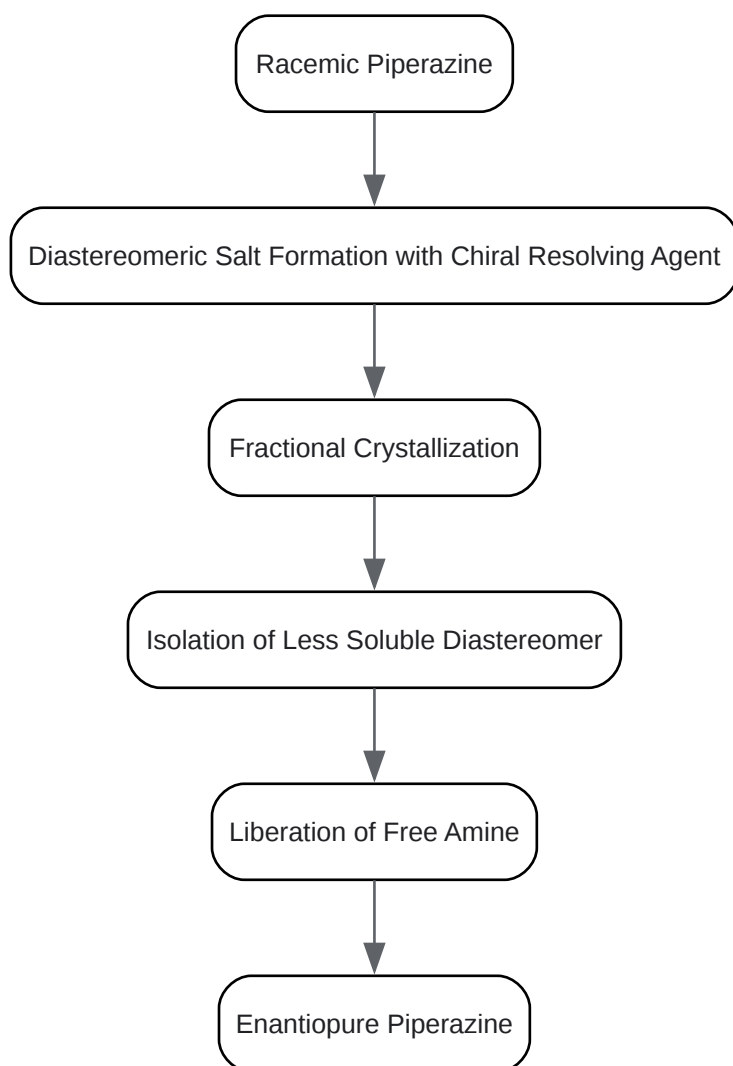 Racemic Piperazine
Diastereomeric Salt Formation with Chiral Resolving Agent
Fractional Crystallization
Isolation of Less Soluble Diastereomer
Liberation of Free Amine
Enantiopure Piperazine